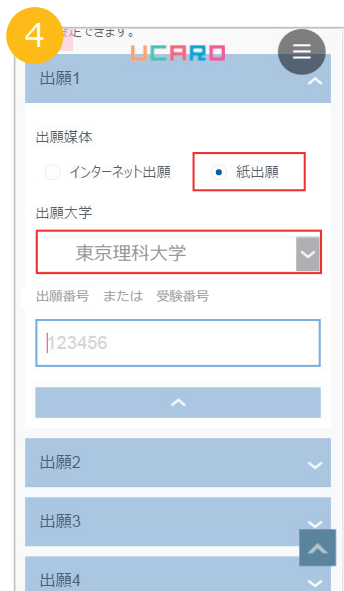 4
定できます。
UCARO
出願1
出願媒体
インターネット出願 紙出願
出願大学
東京理科大学
出願番号 または 受験番号
123456
出願2
出願3
出願4